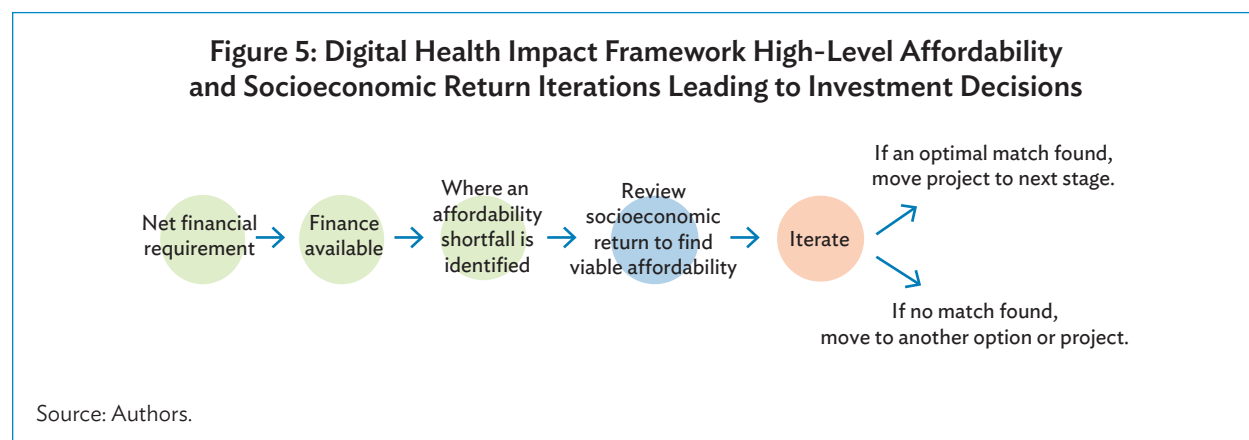 Figure 5: Digital Health Impact Framework High-Level Affordability
and Socioeconomic Return Iterations Leading to Investment Decisions
Net financial
requirement
Finance
available
Where an
affordability
shortfall is
identified
Review
socioeconomic
return to find
viable affordability
Iterate
If an optimal match found,
move project to next stage.
If no match found,
move to another option or project.
Source: Authors.